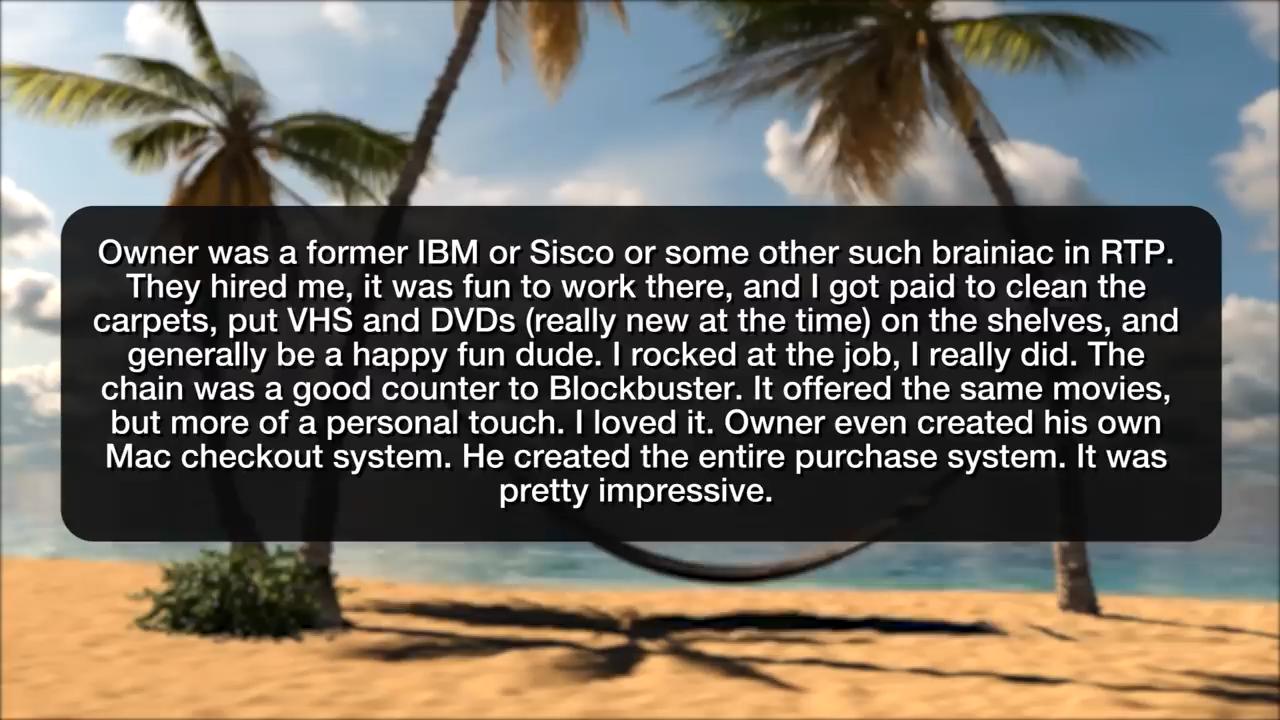 Owner was a former IBM or Sisco or some other such brainiac in RTP.
They hired me, it was fun to work there, and I got paid to clean the
carpets, put VHS and DVDs (really new at the time) on the shelves, and
generally be a happy fun dude. I rocked at the job, I really did. The
chain was a good counter to Blockbuster. It offered the same movies,
but more of a personal touch. I loved it. Owner even created his own
Mac checkout system. He created the entire purchase system. It was
pretty impressive.